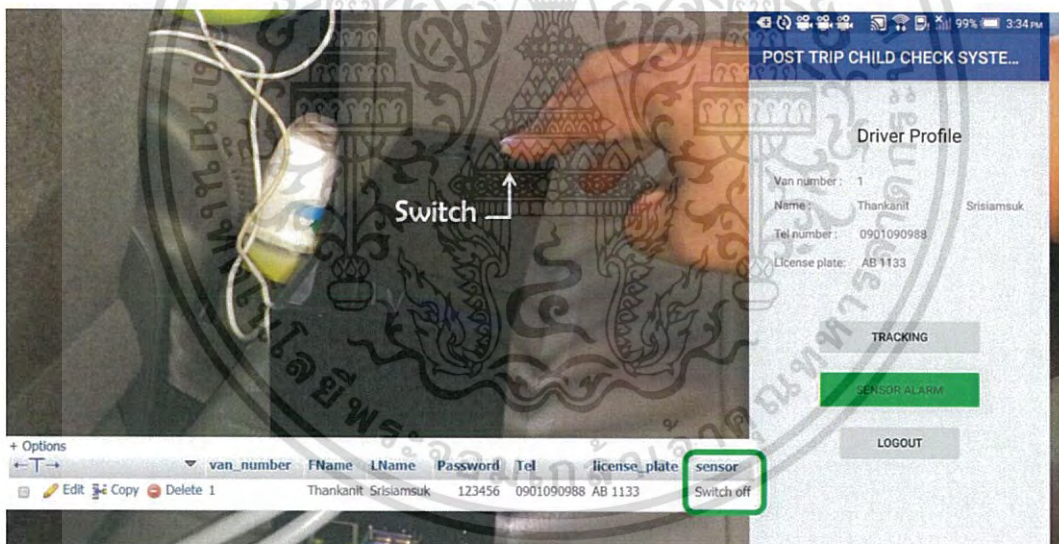 Switch
99% 3:34 PM
POST TRIP CHILD CHECK SYSTE...
Driver Profile
Van number: 1
Name: Thankanit Srisiamsuk
Tel number: 0901090988
License plate: AB 1133
TRACKING
SENSOR ALARM
LOGOUT
+ Options
←T→ van_number FName LName Password Tel license_plate sensor
Edit Copy Delete 1 Thankanit Srisiamsuk 123456 0901090988 AB 1133 Switch off